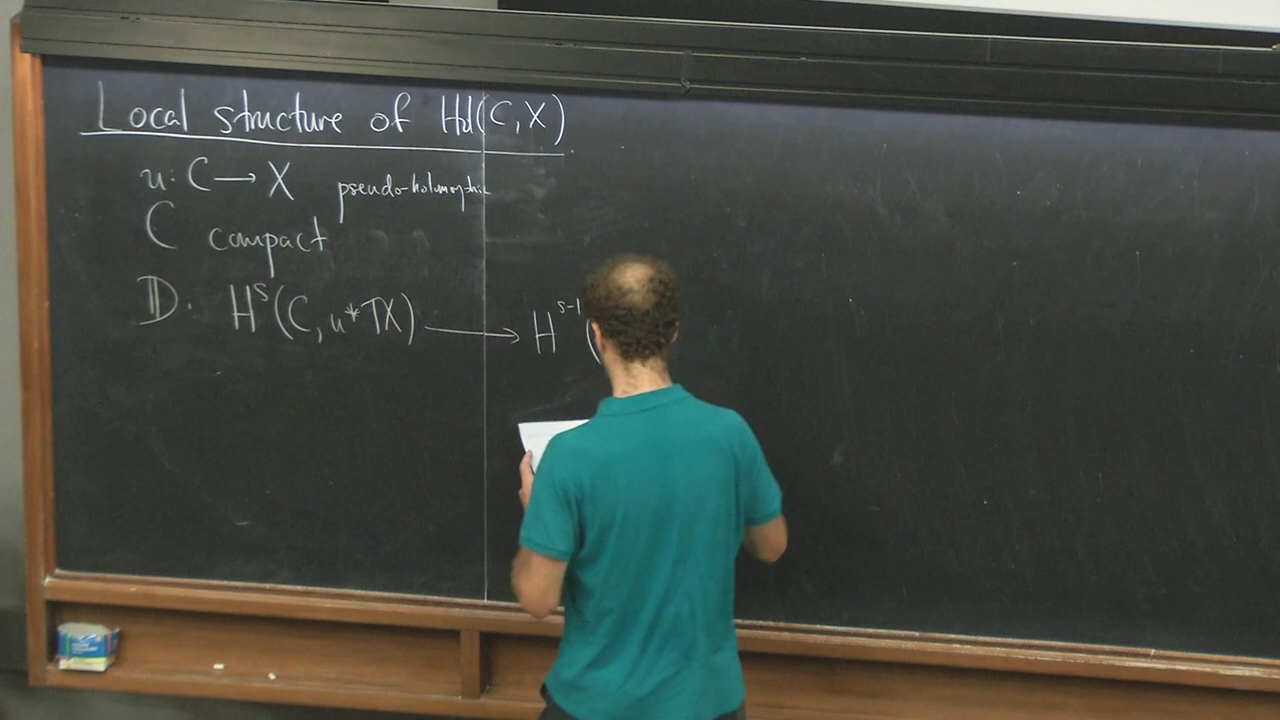 Local structure of Hol(C,X)
u: C → X pseudo-holomorphic
C compact
D: H^s(C, u*TX) → H^{s-1}(